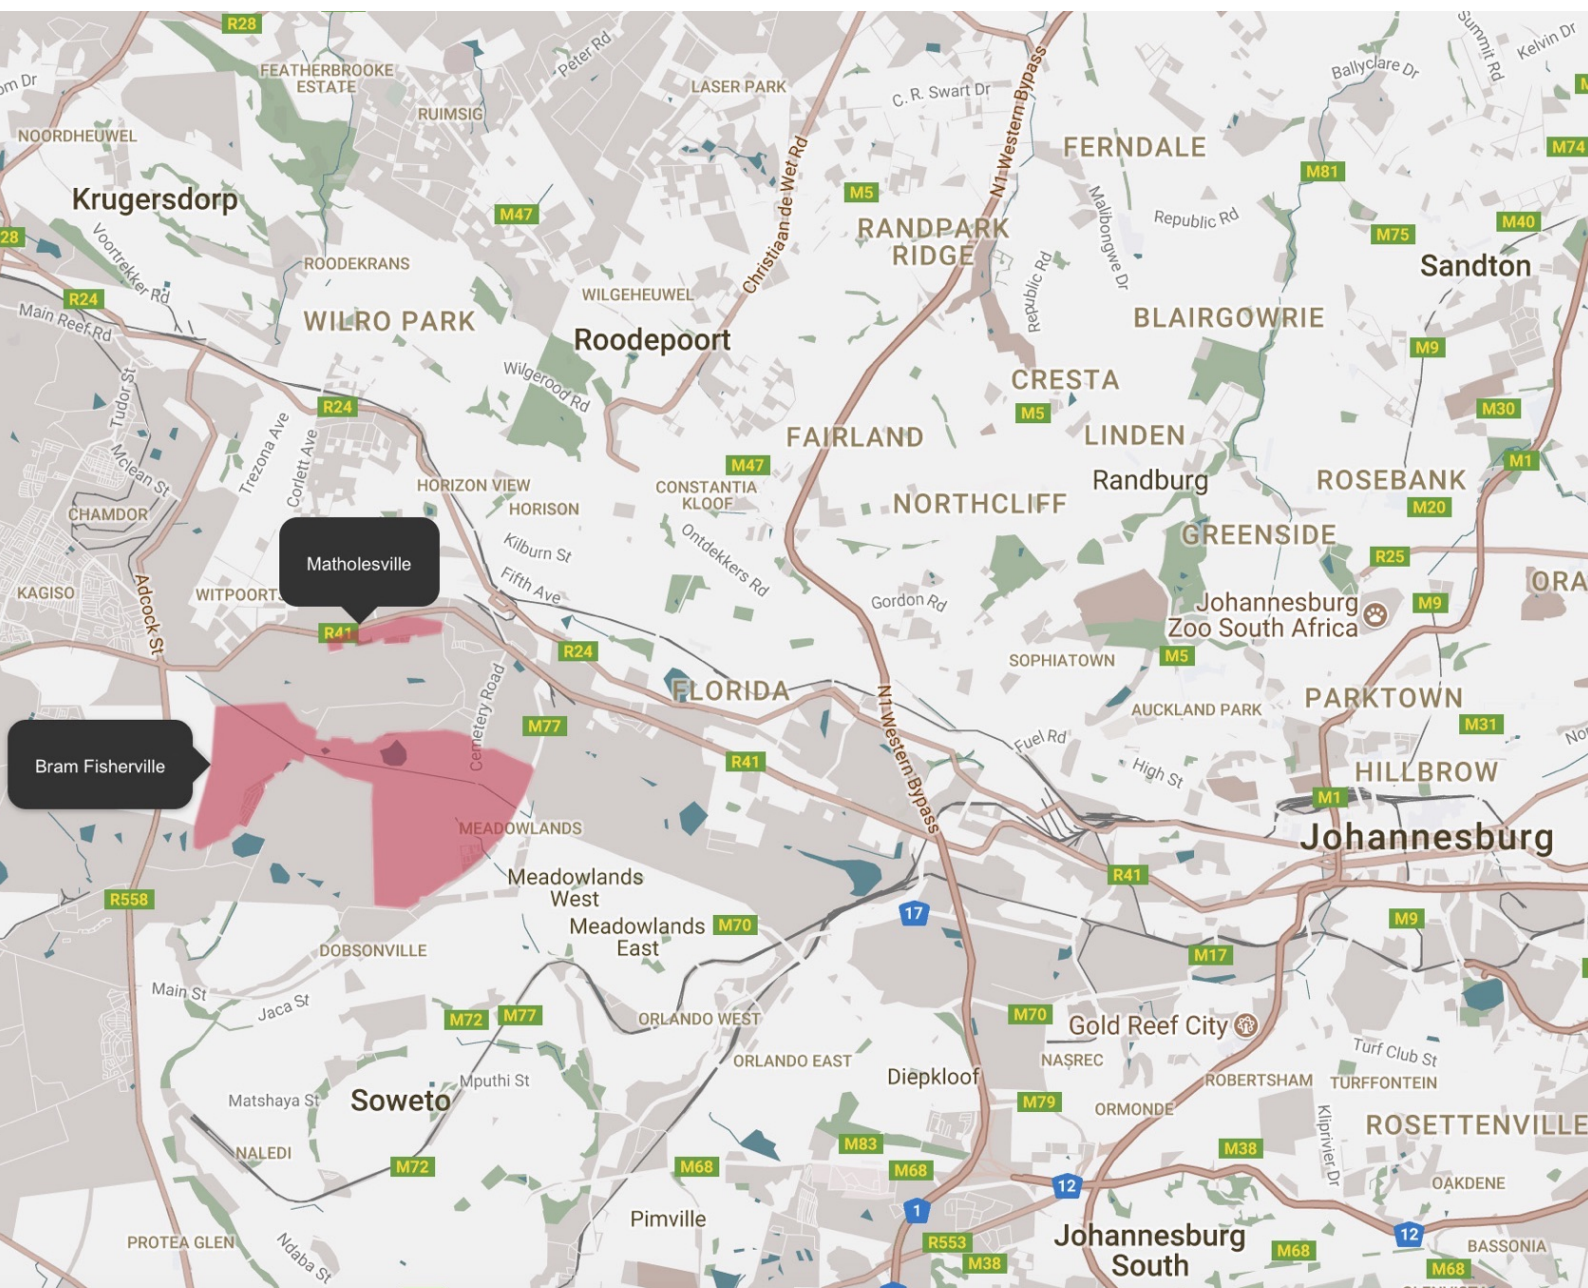 R28
FEATHERBROOKE
ESTATE
Peter Rd
LASER PARK
C. R. Swart Dr
N1 Western Bypass
Ballyclare Dr
Summit Rd
Kelvin Dr
NOORDHEUWEL
RUIMSIG
FERNDALE
M74
M81
Krugersdorp
M47
M5
Christiaan de Wet Rd
RANDPARK
RIDGE
Malibongwe Dr
Republic Rd
M75
M40
28
Voortrekker Rd
ROODEKRANS
Sandton
R24
Main Reef Rd
WILGEHEUWEL
Republic Rd
WILRO PARK
Roodepoort
BLAIRGOWRIE
M9
Tudor St
Wilgerood Rd
CRESTA
M5
M30
R24
Trezona Ave
Corlett Ave
FAIRLAND
LINDEN
Mclean St
M47
M1
HORIZON VIEW
CONSTANTIA
KLOOF
Randburg
ROSEBANK
CHAMDOR
HORISON
NORTHCLIFF
M20
Matholesville
Kilburn St
Ontdekkers Rd
GREENSIDE
R25
KAGISO
Adcock St
WITPOORTS
Fifth Ave
Gordon Rd
Johannesburg
Zoo South Africa
M9
ORA
R41
R24
SOPHIATOWN
M5
FLORIDA
PARKTOWN
Cemetery Road
M77
N1 Western Bypass
AUCKLAND PARK
M31
Bram Fisherville
R41
Fuel Rd
High St
HILLBROW
M1
MEADOWLANDS
Johannesburg
Meadowlands
West
R41
R558
17
M9
Meadowlands
East
M70
DOBSONVILLE
M17
Main St
Jaca St
M72
M77
ORLANDO WEST
M70
Gold Reef City
ORLANDO EAST
NASREC
Turf Club St
Diepkloof
Mputhi St
ROBERTSHAM
TURFFONTEIN
Matshaya St
Soweto
M79
ORMONDE
Kliprivier Dr
ROSETTENVILLE
NALEDI
M83
M38
M72
M68
M68
12
OAKDENE
Pimville
1
12
PROTEA GLEN
Ndaba St
R553
M38
Johannesburg
South
M68
BASSONIA
M68